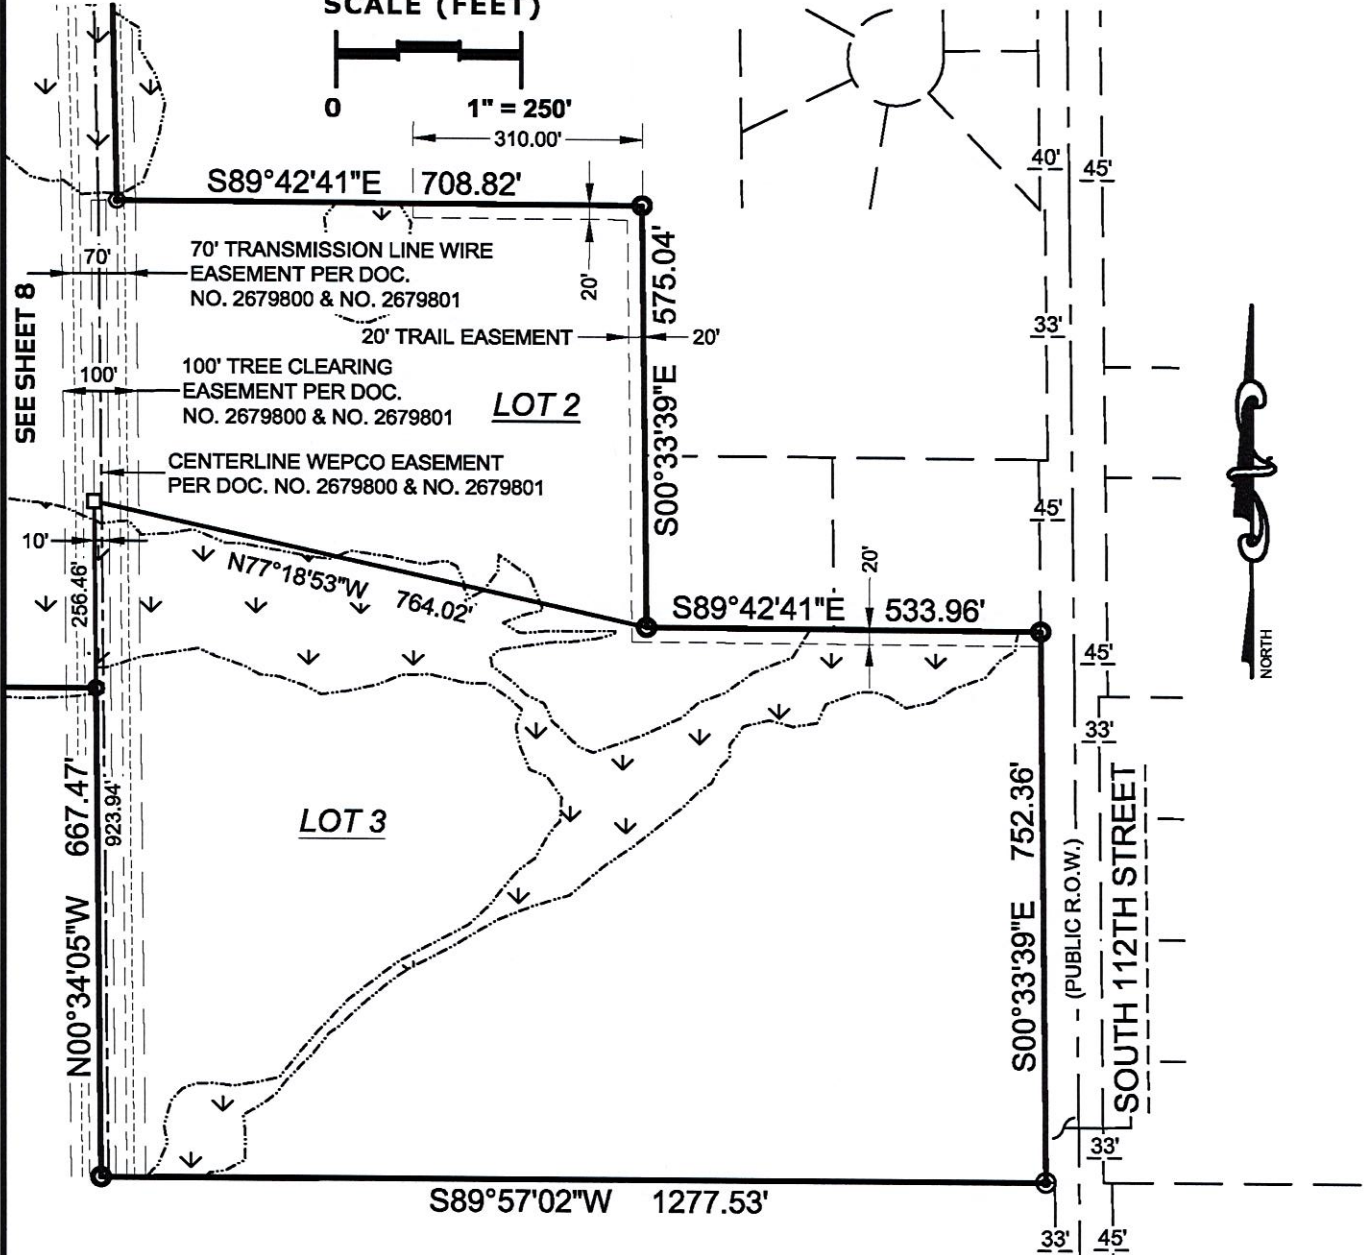 SCALE (FEET)
0 1" = 250'
310.00'
S89°42'41"E 708.82'
40'
45'
70'
70' TRANSMISSION LINE WIRE
EASEMENT PER DOC.
NO. 2679800 & NO. 2679801
20'
575.04'
S00°33'39"E
33'
SEE SHEET 8
20' TRAIL EASEMENT
20'
100'
100' TREE CLEARING
EASEMENT PER DOC.
NO. 2679800 & NO. 2679801
LOT 2
CENTERLINE WEPCO EASEMENT
PER DOC. NO. 2679800 & NO. 2679801
45'
10'
256.46'
N77°18'53"W 764.02'
20'
S89°42'41"E 533.96'
45'
NORTH
33'
N00°34'05"W 667.47'
923.94'
LOT 3
S00°33'39"E 752.36'
(PUBLIC R.O.W.)
SOUTH 112TH STREET
33'
S89°57'02"W 1277.53'
33'
45'